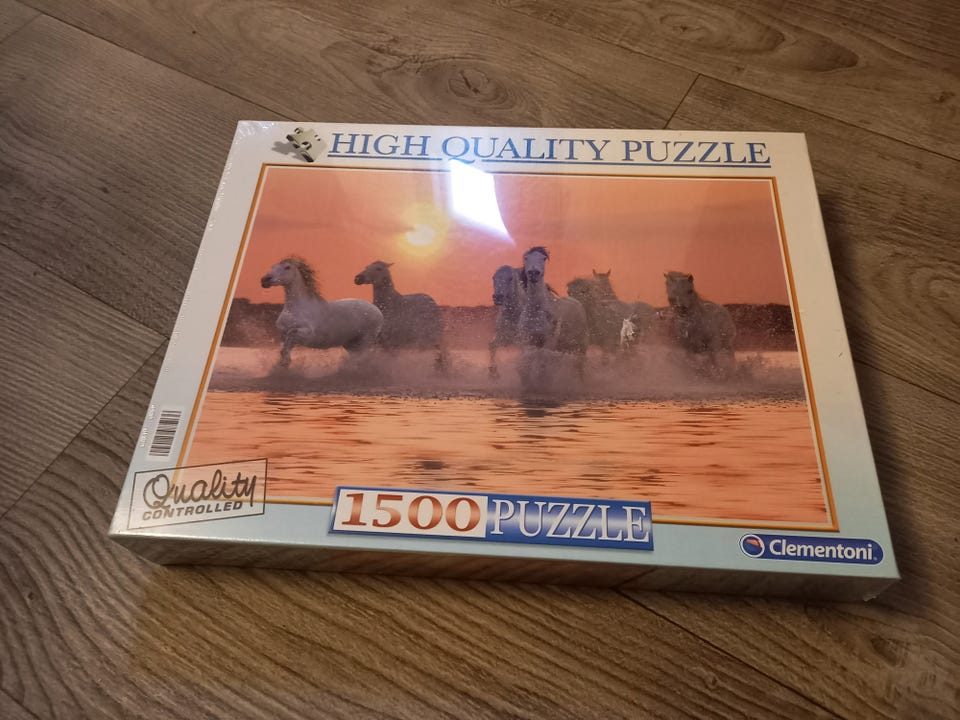 HIGH QUALITY PUZZLE
Quality
CONTROLLED
1500 PUZZLE
Clementoni